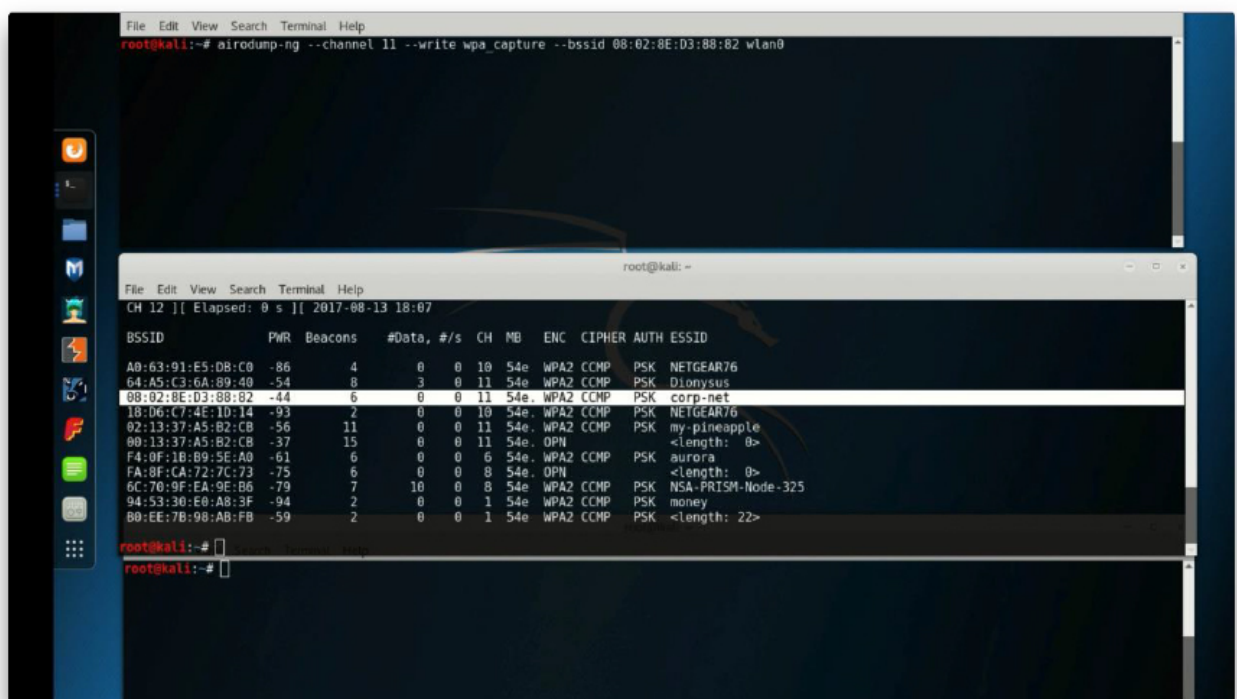 File Edit View Search Terminal Help
root@kali:~# airodump-ng --channel 11 --write wpa_capture --bssid 08:02:8E:D3:88:82 wlan0
root@kali: ~
File Edit View Search Terminal Help
CH 12 ][ Elapsed: 0 s ][ 2017-08-13 18:07
BSSID PWR Beacons #Data, #/s CH MB ENC CIPHER AUTH ESSID
A0:63:91:E5:DB:C0 -86 4 0 0 10 54e WPA2 CCMP PSK NETGEAR76
64:A5:C3:6A:89:40 -54 8 3 0 11 54e WPA2 CCMP PSK Dionysus
08:02:8E:D3:88:82 -44 6 0 0 11 54e. WPA2 CCMP PSK corp-net
18:D6:C7:4E:1D:14 -93 2 0 0 10 54e. WPA2 CCMP PSK NETGEAR76
02:13:37:A5:B2:CB -56 11 0 0 11 54e. WPA2 CCMP PSK my-pineapple
00:13:37:A5:B2:CB -37 15 0 0 11 54e. OPN <length: 0>
F4:0F:1B:B9:5E:A0 -61 6 0 0 6 54e. WPA2 CCMP PSK aurora
FA:8F:CA:72:7C:73 -75 6 0 0 8 54e. OPN <length: 0>
6C:70:9F:EA:9E:B6 -79 7 10 0 8 54e WPA2 CCMP PSK NSA-PRISM-Node-325
94:53:30:E0:A8:3F -94 2 0 0 1 54e WPA2 CCMP PSK money
B0:EE:7B:98:AB:FB -59 2 0 0 1 54e WPA2 CCMP PSK <length: 22>
root@kali:~#
root@kali:~#